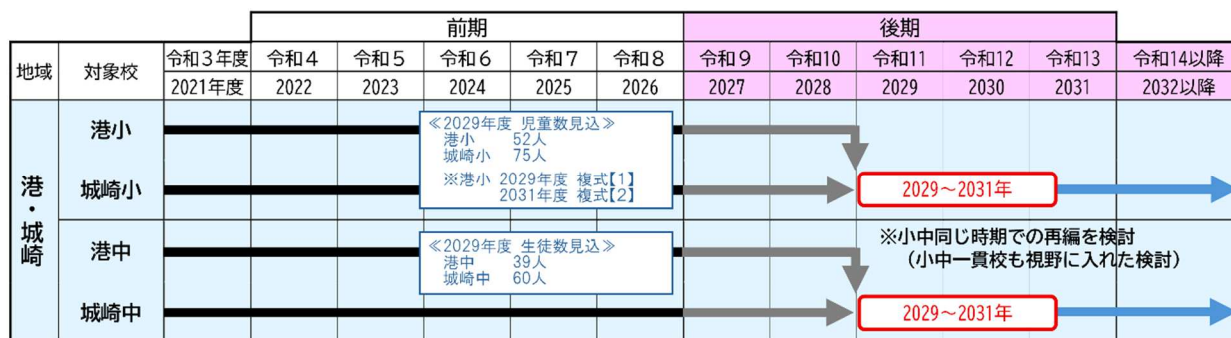 前期 後期
地域 対象校 令和3年度 令和4 令和5 令和6 令和7 令和8 令和9 令和10 令和11 令和12 令和13 令和14以降
2021年度 2022 2023 2024 2025 2026 2027 2028 2029 2030 2031 2032以降
港・城崎
港小
≪2029年度 児童数見込≫
港小 52人
城崎小 75人
※港小 2029年度 複式【1】
2031年度 複式【2】
城崎小
2029~2031年
港中
≪2029年度 生徒数見込≫
港中 39人
城崎中 60人
※小中同じ時期での再編を検討
(小中一貫校も視野に入れた検討)
城崎中
2029~2031年